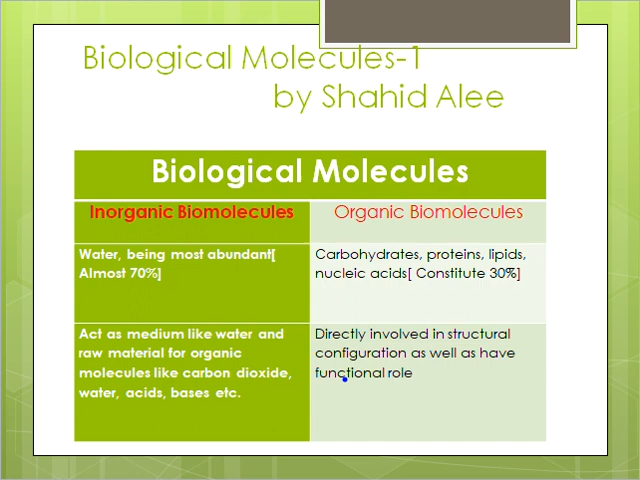 Biological Molecules-1
by Shahid Alee
Biological Molecules
Inorganic Biomolecules
Organic Biomolecules
Water, being most abundant[
Almost 70%]
Carbohydrates, proteins, lipids,
nucleic acids[ Constitute 30%]
Act as medium like water and
raw material for organic
molecules like carbon dioxide,
water, acids, bases etc.
Directly involved in structural
configuration as well as have
functional role